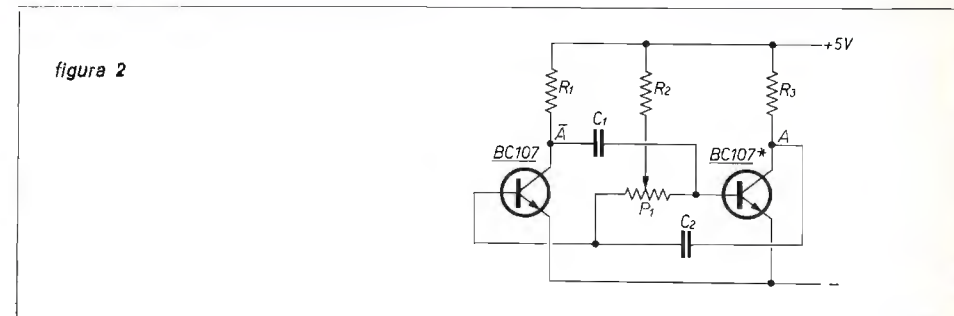 figura 2
+5V
R1
R2
R3
Ā
C1
A
BC107
BC107*
P1
C2
-